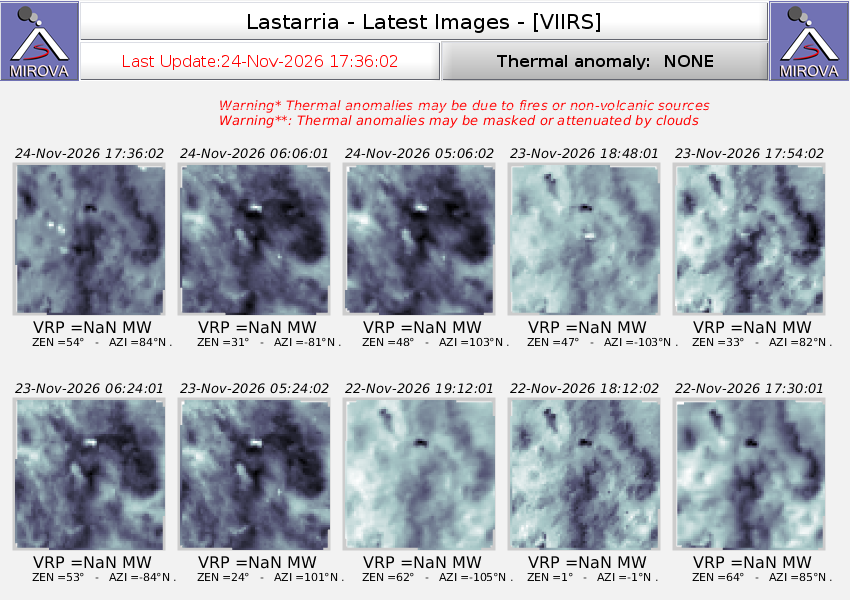 Lastarria - Latest Images - [VIIRS]
MIROVA
Last Update:24-Nov-2026 17:36:02
Thermal anomaly: NONE
MIROVA
Warning* Thermal anomalies may be due to fires or non-volcanic sources
Warning**: Thermal anomalies may be masked or attenuated by clouds
24-Nov-2026 17:36:02
24-Nov-2026 06:06:01
24-Nov-2026 05:06:02
23-Nov-2026 18:48:01
23-Nov-2026 17:54:02
VRP =NaN MW
VRP =NaN MW
VRP =NaN MW
VRP =NaN MW
VRP =NaN MW
ZEN =54° - AZI =84°N .
ZEN =31° - AZI =-81°N .
ZEN =48° - AZI =103°N .
ZEN =47° - AZI =-103°N .
ZEN =33° - AZI =82°N .
23-Nov-2026 06:24:01
23-Nov-2026 05:24:02
22-Nov-2026 19:12:01
22-Nov-2026 18:12:02
22-Nov-2026 17:30:01
VRP =NaN MW
VRP =NaN MW
VRP =NaN MW
VRP =NaN MW
VRP =NaN MW
ZEN =53° - AZI =-84°N .
ZEN =24° - AZI =101°N .
ZEN =62° - AZI =-105°N .
ZEN =1° - AZI =-1°N .
ZEN =64° - AZI =85°N .